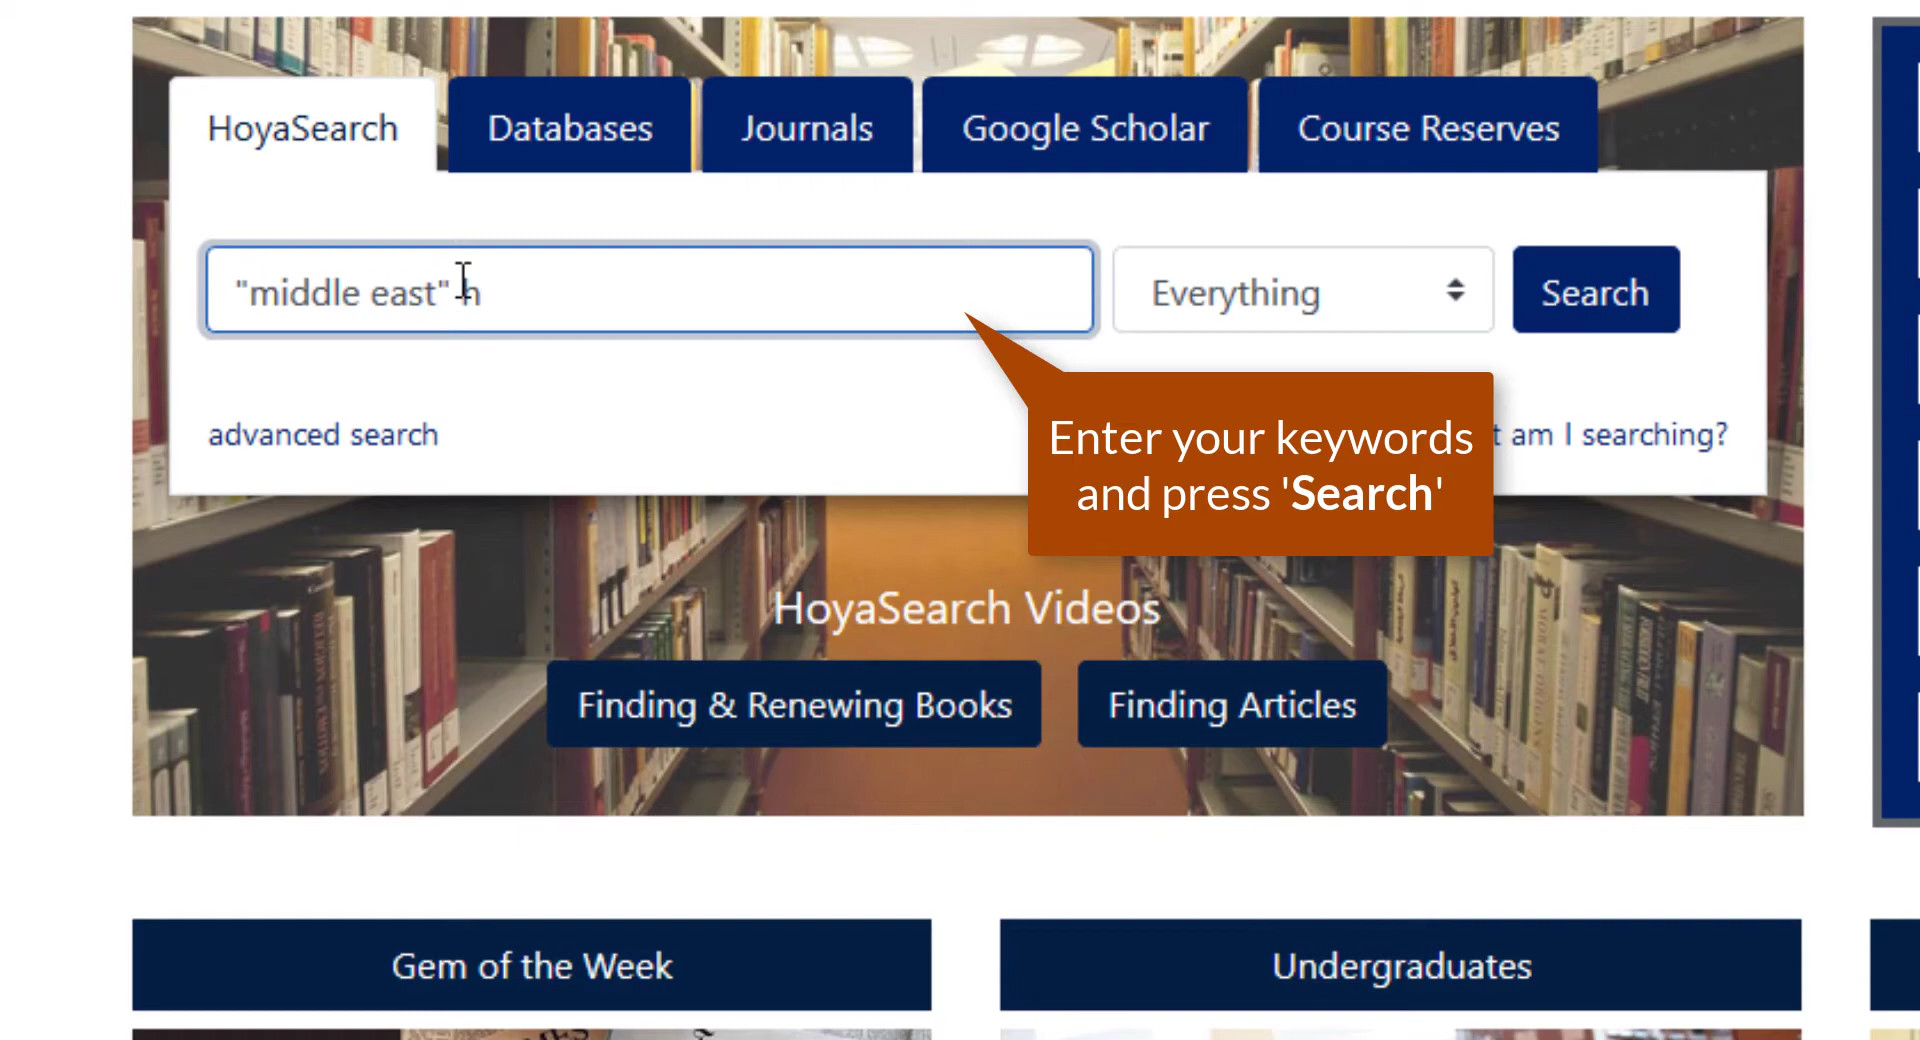 HoyaSearch
Databases
Journals
Google Scholar
Course Reserves
"middle east" h
Everything
Search
advanced search
t am I searching?
Enter your keywords
and press 'Search'
HoyaSearch Videos
Finding & Renewing Books
Finding Articles
Gem of the Week
Undergraduates